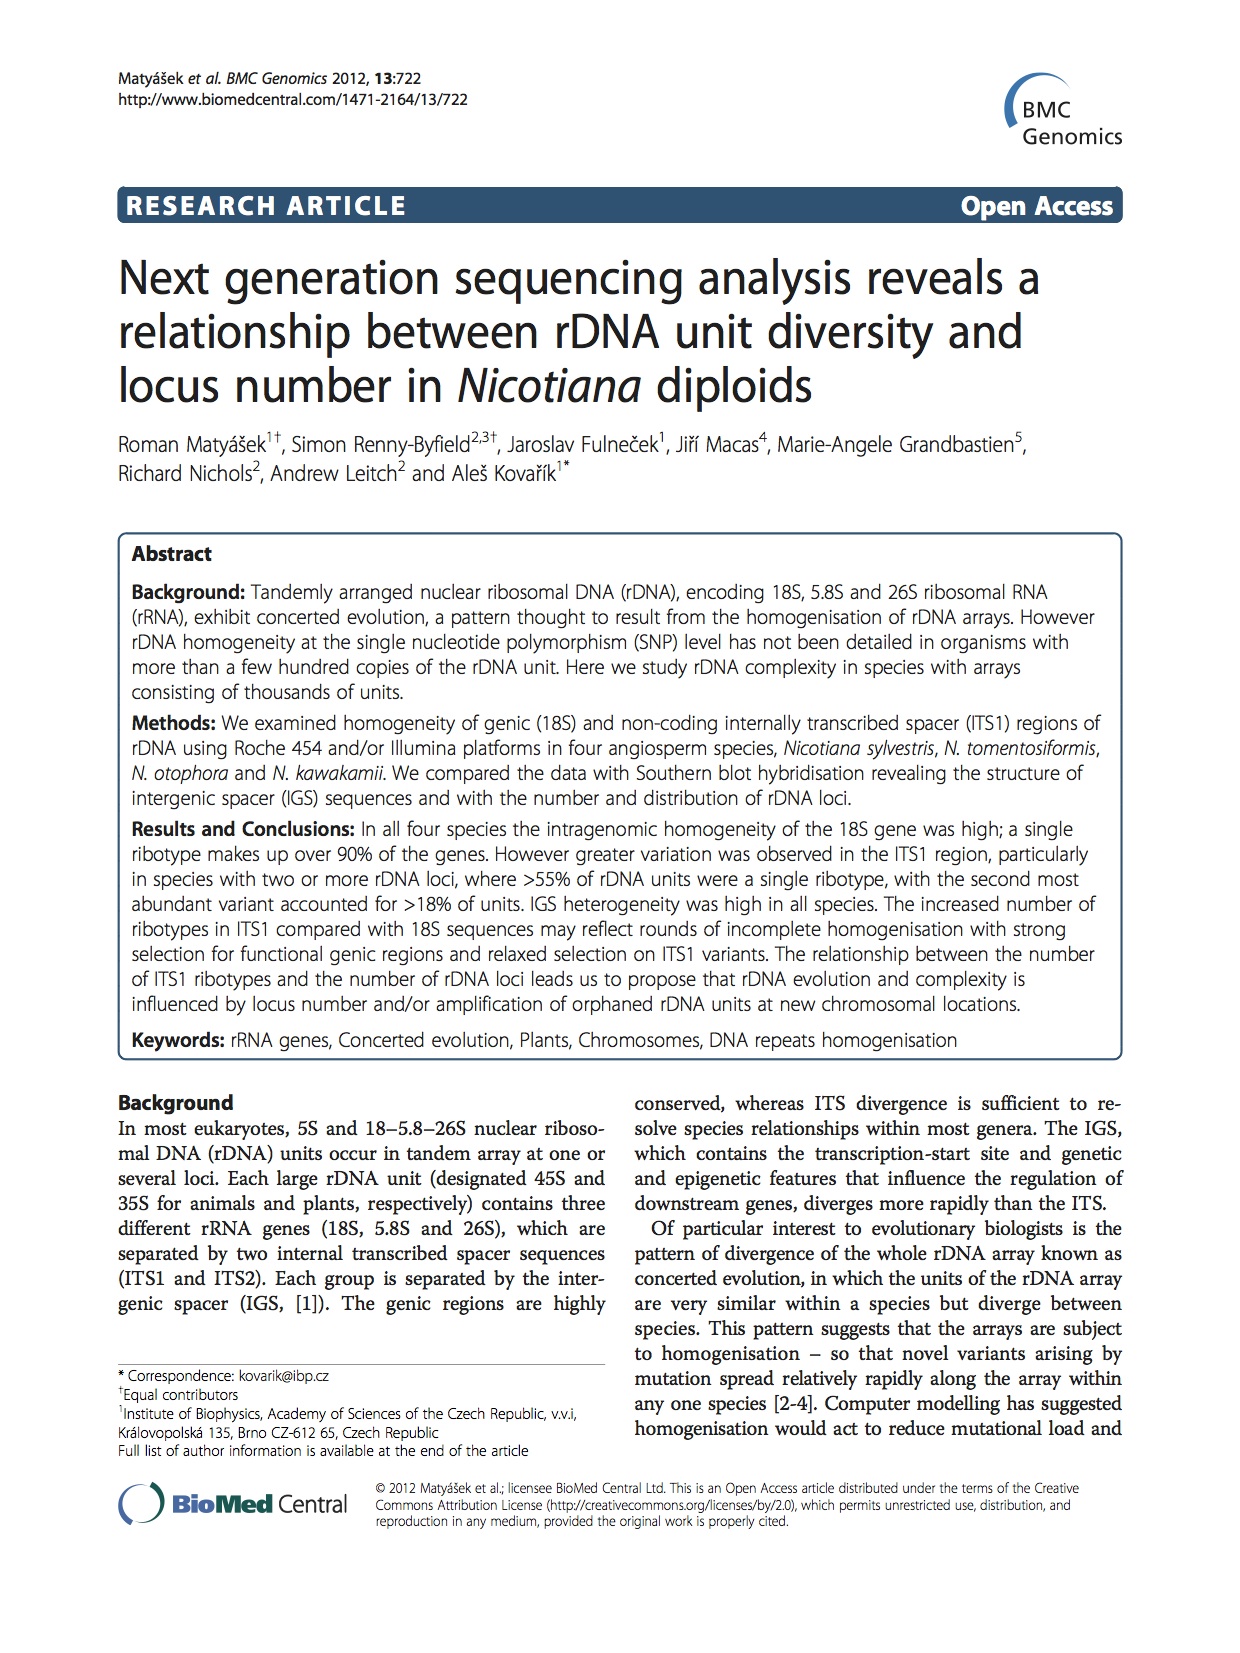 Matyášek et al. BMC Genomics 2012, 13:722
http://www.biomedcentral.com/1471-2164/13/722
BMC
Genomics
RESEARCH ARTICLE
Open Access
Next generation sequencing analysis reveals a
relationship between rDNA unit diversity and
locus number in Nicotiana diploids
Roman Matyášek1†, Simon Renny-Byfield2,3†, Jaroslav Fulneček1, Jiří Macas4, Marie-Angele Grandbastien5,
Richard Nichols2, Andrew Leitch2 and Aleš Kovařík1*
Abstract
Background: Tandemly arranged nuclear ribosomal DNA (rDNA), encoding 18S, 5.8S and 26S ribosomal RNA
(rRNA), exhibit concerted evolution, a pattern thought to result from the homogenisation of rDNA arrays. However
rDNA homogeneity at the single nucleotide polymorphism (SNP) level has not been detailed in organisms with
more than a few hundred copies of the rDNA unit. Here we study rDNA complexity in species with arrays
consisting of thousands of units.
Methods: We examined homogeneity of genic (18S) and non-coding internally transcribed spacer (ITS1) regions of
rDNA using Roche 454 and/or Illumina platforms in four angiosperm species, Nicotiana sylvestris, N. tomentosiformis,
N. otophora and N. kawakamii. We compared the data with Southern blot hybridisation revealing the structure of
intergenic spacer (IGS) sequences and with the number and distribution of rDNA loci.
Results and Conclusions: In all four species the intragenomic homogeneity of the 18S gene was high; a single
ribotype makes up over 90% of the genes. However greater variation was observed in the ITS1 region, particularly
in species with two or more rDNA loci, where >55% of rDNA units were a single ribotype, with the second most
abundant variant accounted for >18% of units. IGS heterogeneity was high in all species. The increased number of
ribotypes in ITS1 compared with 18S sequences may reflect rounds of incomplete homogenisation with strong
selection for functional genic regions and relaxed selection on ITS1 variants. The relationship between the number
of ITS1 ribotypes and the number of rDNA loci leads us to propose that rDNA evolution and complexity is
influenced by locus number and/or amplification of orphaned rDNA units at new chromosomal locations.
Keywords: rRNA genes, Concerted evolution, Plants, Chromosomes, DNA repeats homogenisation
Background
In most eukaryotes, 5S and 18–5.8–26S nuclear riboso-
mal DNA (rDNA) units occur in tandem array at one or
several loci. Each large rDNA unit (designated 45S and
35S for animals and plants, respectively) contains three
different rRNA genes (18S, 5.8S and 26S), which are
separated by two internal transcribed spacer sequences
(ITS1 and ITS2). Each group is separated by the inter-
genic spacer (IGS, [1]). The genic regions are highly
conserved, whereas ITS divergence is sufficient to re-
solve species relationships within most genera. The IGS,
which contains the transcription-start site and genetic
and epigenetic features that influence the regulation of
downstream genes, diverges more rapidly than the ITS.
Of particular interest to evolutionary biologists is the
pattern of divergence of the whole rDNA array known as
concerted evolution, in which the units of the rDNA array
are very similar within a species but diverge between
species. This pattern suggests that the arrays are subject
to homogenisation – so that novel variants arising by
mutation spread relatively rapidly along the array within
any one species [2-4]. Computer modelling has suggested
homogenisation would act to reduce mutational load and
* Correspondence: kovarik@ibp.cz
†Equal contributors
1Institute of Biophysics, Academy of Sciences of the Czech Republic, v.v.i,
Královopolská 135, Brno CZ-612 65, Czech Republic
Full list of author information is available at the end of the article
BioMed Central
© 2012 Matyášek et al.; licensee BioMed Central Ltd. This is an Open Access article distributed under the terms of the Creative
Commons Attribution License (http://creativecommons.org/licenses/by/2.0), which permits unrestricted use, distribution, and
reproduction in any medium, provided the original work is properly cited.